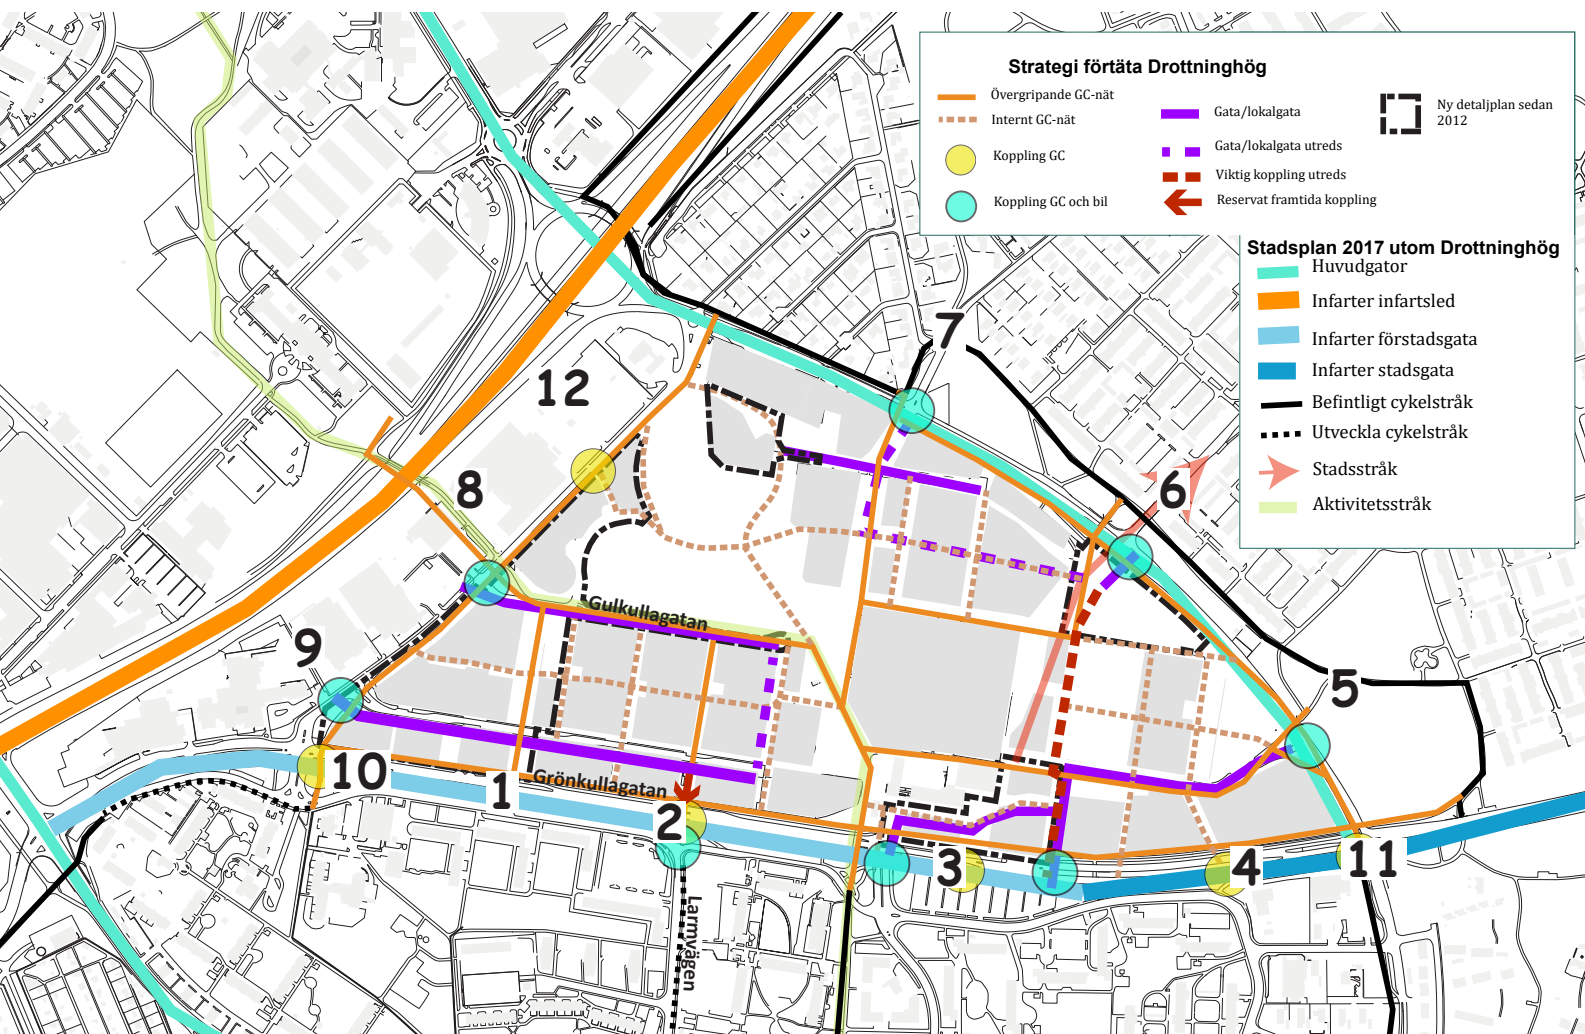 Strategi förtäta Drottninghög
Övergripande GC-nät
Internt GC-nät
Koppling GC
Koppling GC och bil
Gata/lokalgata
Gata/lokalgata utreds
Viktig koppling utreds
Reservat framtida koppling
Ny detaljplan sedan
2012
Stadsplan 2017 utom Drottninghög
Huvudgator
Infarter infartsled
Infarter förstadsgata
Infarter stadsgata
Befintligt cykelstråk
Utveckla cykelstråk
Stadsstråk
Aktivitetsstråk
7
12
8
6
Gulkullagatan
9
5
10
1
Grönkullagatan
2
3
4
11
Larmvägen